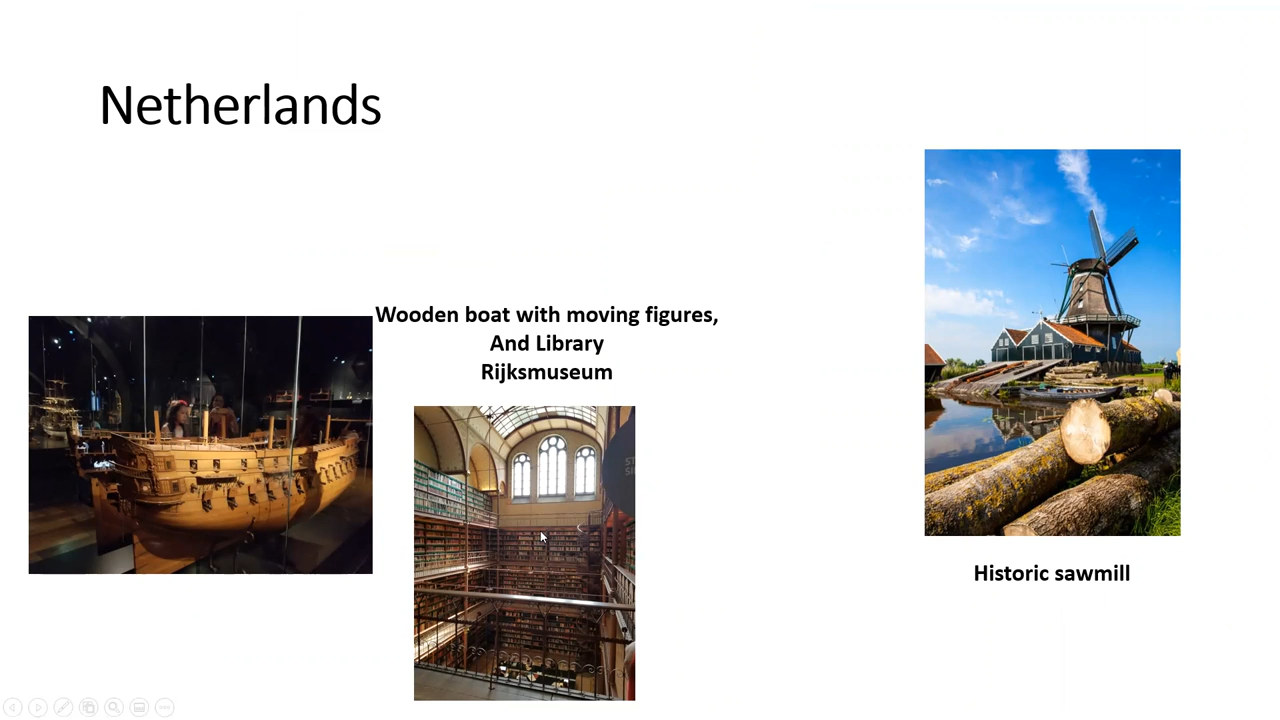 Netherlands
Wooden boat with moving figures,
And Library
Rijksmuseum
Historic sawmill